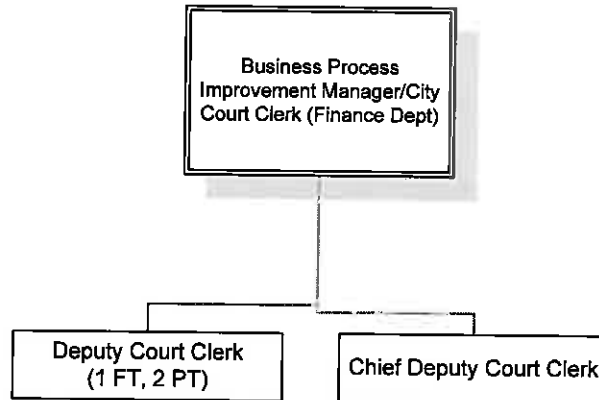 Business Process
Improvement Manager/City
Court Clerk (Finance Dept)
Deputy Court Clerk
(1 FT, 2 PT)
Chief Deputy Court Clerk